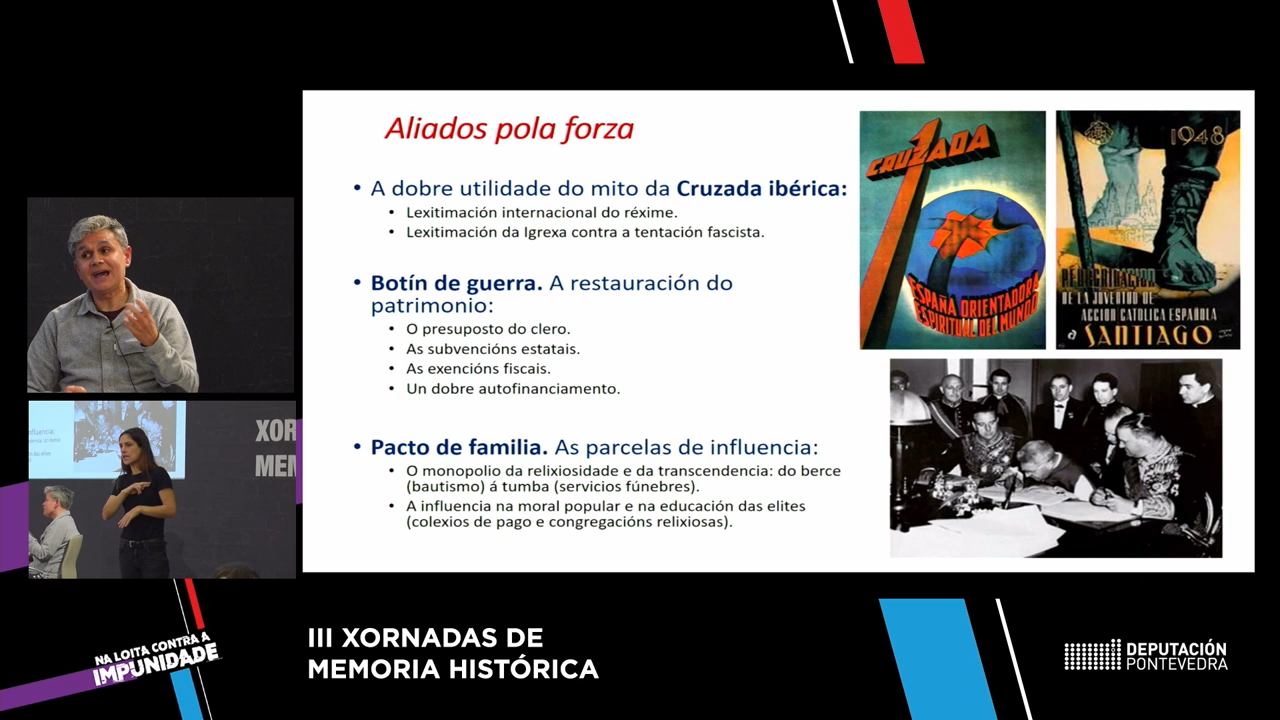 Aliados pola forza
• A dobre utilidade do mito da Cruzada ibérica:
• Lexitimación internacional do réxime.
• Lexitimación da Igrexa contra a tentación fascista.
• Botín de guerra. A restauración do
patrimonio:
• O presuposto do clero.
• As subvencións estatais.
• As exencións fiscais.
• Un dobre autofinanciamento.
• Pacto de familia. As parcelas de influencia:
• O monopolio da relixiosidade e da transcendencia: do berce
(bautismo) á tumba (servicios fúnebres).
• A influencia na moral popular e na educación das elites
(colexios de pago e congregacións relixiosas).
CRUZADA
ESPAÑA ORIENTADORA
ESPIRITUAL DEL MUNDO
1948
PEREGRINACION
DE LA JUVENTUD DE
ACCION CATOLICA ESPAÑOLA
a SANTIAGO
XOR
MEM
NA LOITA CONTRA A
IMPUNIDADE
III XORNADAS DE
MEMORIA HISTÓRICA
DEPUTACIÓN
PONTEVEDRA